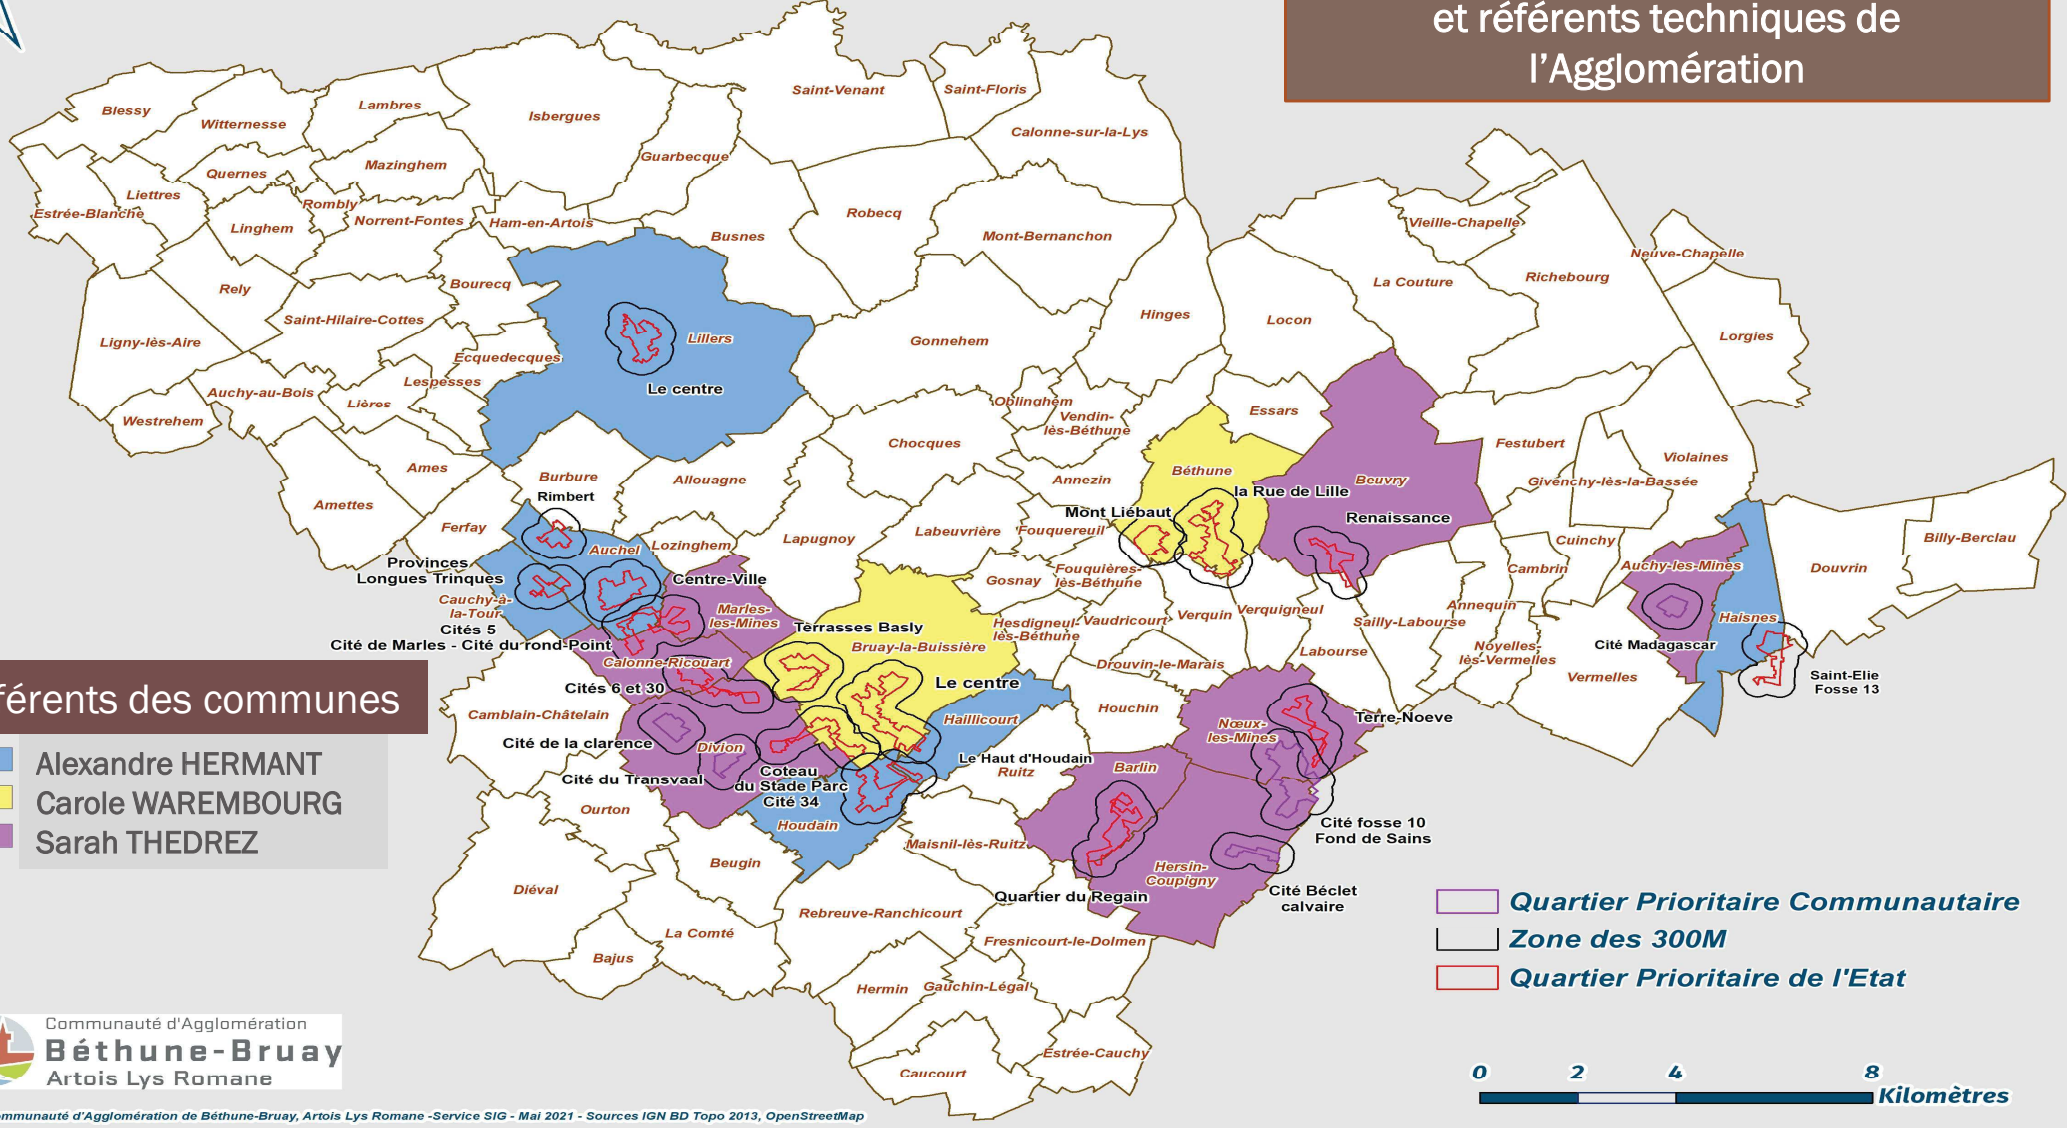 et référents techniques de
l'Agglomération
Blessy
Witternesse
Lambres
Isbergues
Saint-Venant
Saint-Floris
Calonne-sur-la-Lys
Guarbecque
Mazinghem
Quernes
Liettres
Estrée-Blanche
Linghem
Rombly
Norrent-Fontes
Ham-en-Artois
Busnes
Robecq
Mont-Bernanchon
Vieille-Chapelle
Neuve-Chapelle
Richebourg
La Couture
Rely
Bourecq
Saint-Hilaire-Cottes
Ligny-lès-Aire
Ecquedecques
Lillers
Le centre
Gonnehem
Hinges
Locon
Lorgies
Lespesses
Auchy-au-Bois
Lières
Westrehem
Oblinghem
Vendin-
lès-Béthune
Essars
Chocques
Festubert
Violaines
Givenchy-lès-la-Bassée
Ames
Amettes
Burbure
Rimbert
Allouagne
Annezin
Béthune
la Rue de Lille
Beuvry
Renaissance
Mont Liébaut
Ferfay
Auchel
Lozinghem
Lapugnoy
Labeuvrière
Fouquereuil
Cuinchy
Cambrin
Auchy-les-Mines
Douvrin
Billy-Berclau
Provinces
Longues Trinques
Centre-Ville
Gosnay
Fouquières-
lès-Béthune
Cauchy-à-
la-Tour
Marles-
les-Mines
Cités 5
Cité de Marles - Cité du rond-Point
Terrasses Basly
Bruay-la-Buissière
Hesdigneul-
lès-Béthune
Vaudricourt
Verquin
Verquigneul
Sailly-Labourse
Annequin
Noyelles-
lès-Vermelles
Haisnes
Cité Madagascar
Vermelles
Saint-Elie
Fosse 13
Calonne-Ricouart
Cités 6 et 30
Le centre
Drouvin-le-Marais
Labourse
Houchin
Camblain-Châtelain
Cité de la clarence
Divion
Haillicourt
Nœux-
les-Mines
Terre-Noeve
Cité du Transvaal
Coteau
du Stade Parc
Cité 34
Le Haut d'Houdain
Ruitz
Barlin
Ourton
Houdain
Maisnil-lès-Ruitz
Cité fosse 10
Fond de Sains
Beugin
Hersin-
Coupigny
Diéval
Quartier du Regain
Cité Béclet
calvaire
Rebreuve-Ranchicourt
La Comté
Fresnicourt-le-Dolmen
Bajus
Hermin
Gauchin-Légal
Estrée-Cauchy
Caucourt
férents des communes
Alexandre HERMANT
Carole WAREMBOURG
Sarah THEDREZ
Quartier Prioritaire Communautaire
Zone des 300M
Quartier Prioritaire de l'Etat
0 2 4 8
Kilomètres
Communauté d'Agglomération
Béthune-Bruay
Artois Lys Romane
mmunauté d'Agglomération de Béthune-Bruay, Artois Lys Romane -Service SIG - Mai 2021 - Sources IGN BD Topo 2013, OpenStreetMap